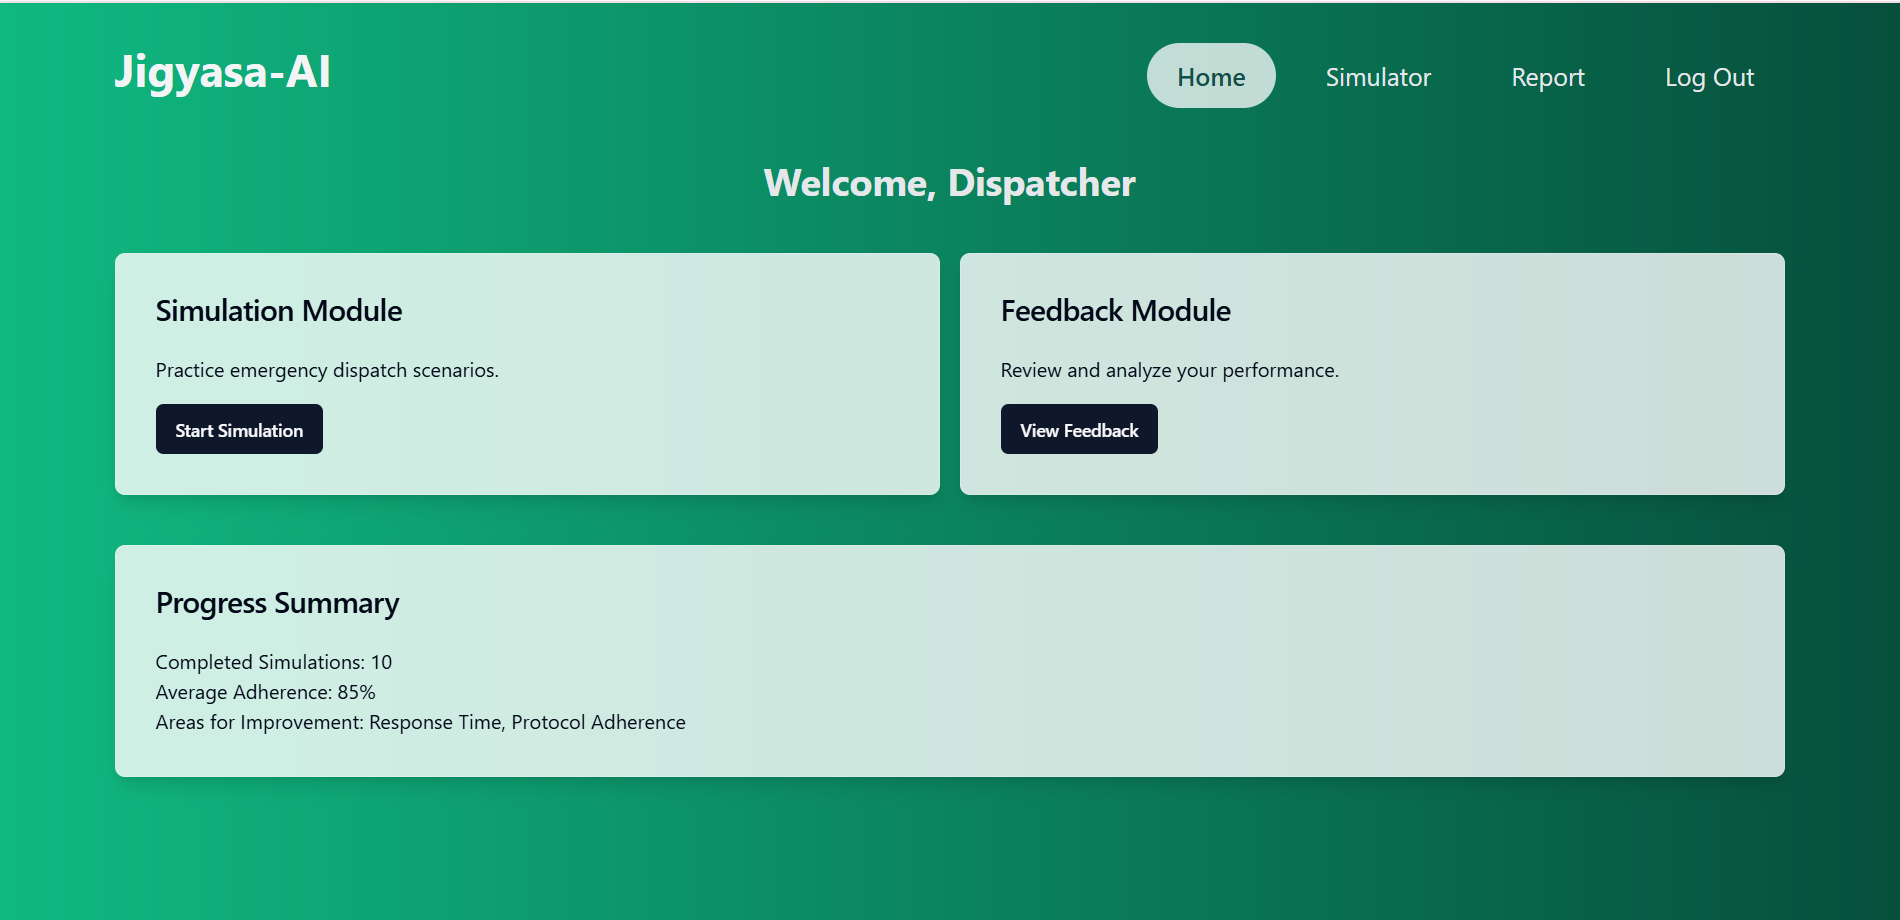 Jigyasa-AI
Home
Simulator
Report
Log Out
Welcome, Dispatcher
Simulation Module
Practice emergency dispatch scenarios.
Start Simulation
Feedback Module
Review and analyze your performance.
View Feedback
Progress Summary
Completed Simulations: 10
Average Adherence: 85%
Areas for Improvement: Response Time, Protocol Adherence